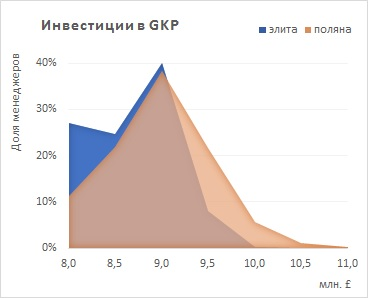 Инвестиции в GKP
элита
поляна
Доля менеджеров
40%
30%
20%
10%
0%
8,0 8,5 9,0 9,5 10,0 10,5 11,0
млн. £